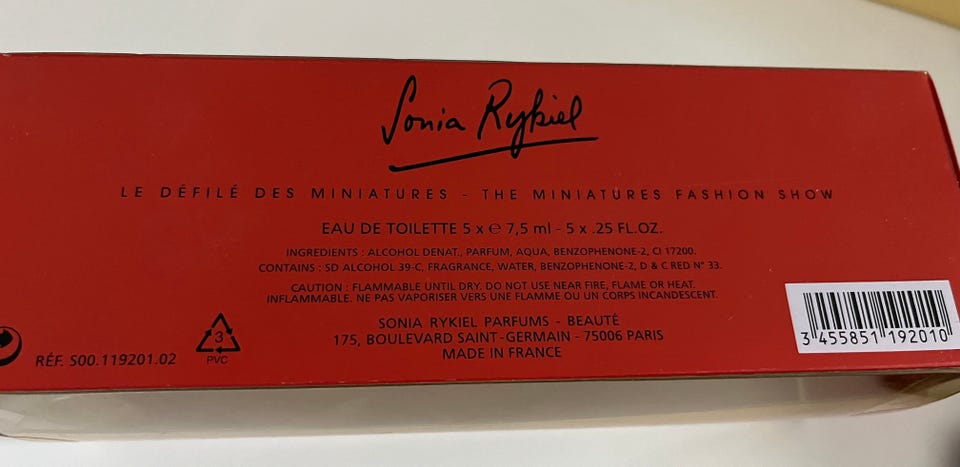 Sonia Rykiel
LE DÉFILÉ DES MINIATURES - THE MINIATURES FASHION SHOW
EAU DE TOILETTE 5 x ℮ 7,5 ml - 5 x .25 FL.OZ.
INGREDIENTS : ALCOHOL DENAT., PARFUM, AQUA, BENZOPHENONE-2, CI 17200.
CONTAINS : SD ALCOHOL 39-C, FRAGRANCE, WATER, BENZOPHENONE-2, D & C RED N° 33.
CAUTION : FLAMMABLE UNTIL DRY. DO NOT USE NEAR FIRE, FLAME OR HEAT.
INFLAMMABLE. NE PAS VAPORISER VERS UNE FLAMME OU UN CORPS INCANDESCENT.
SONIA RYKIEL PARFUMS - BEAUTÉ
175, BOULEVARD SAINT-GERMAIN - 75006 PARIS
MADE IN FRANCE
RÉF. S00.119201.02
3
PVC
3 455851 192010